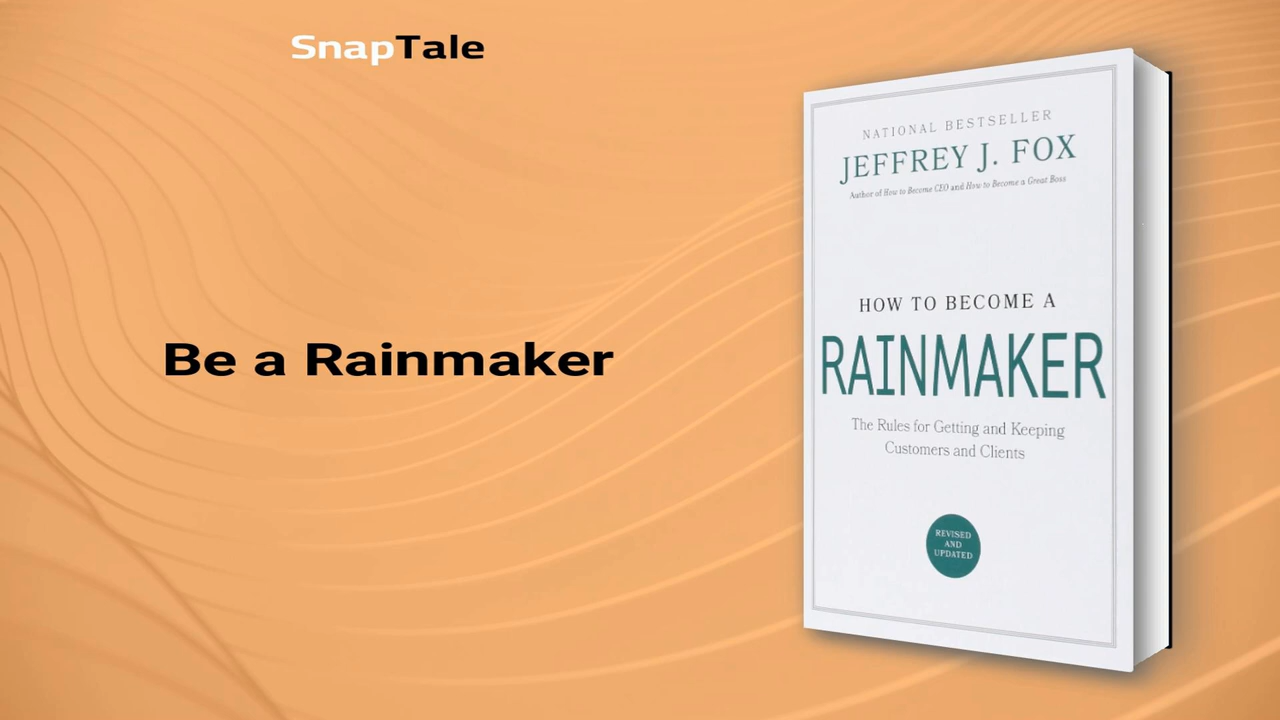 SnapTale
Be a Rainmaker
NATIONAL BESTSELLER
JEFFREY J. FOX
Author of How to Become CEO and How to Become a Great Boss
HOW TO BECOME A
RAINMAKER
The Rules for Getting and Keeping
Customers and Clients
REVISED
AND
UPDATED